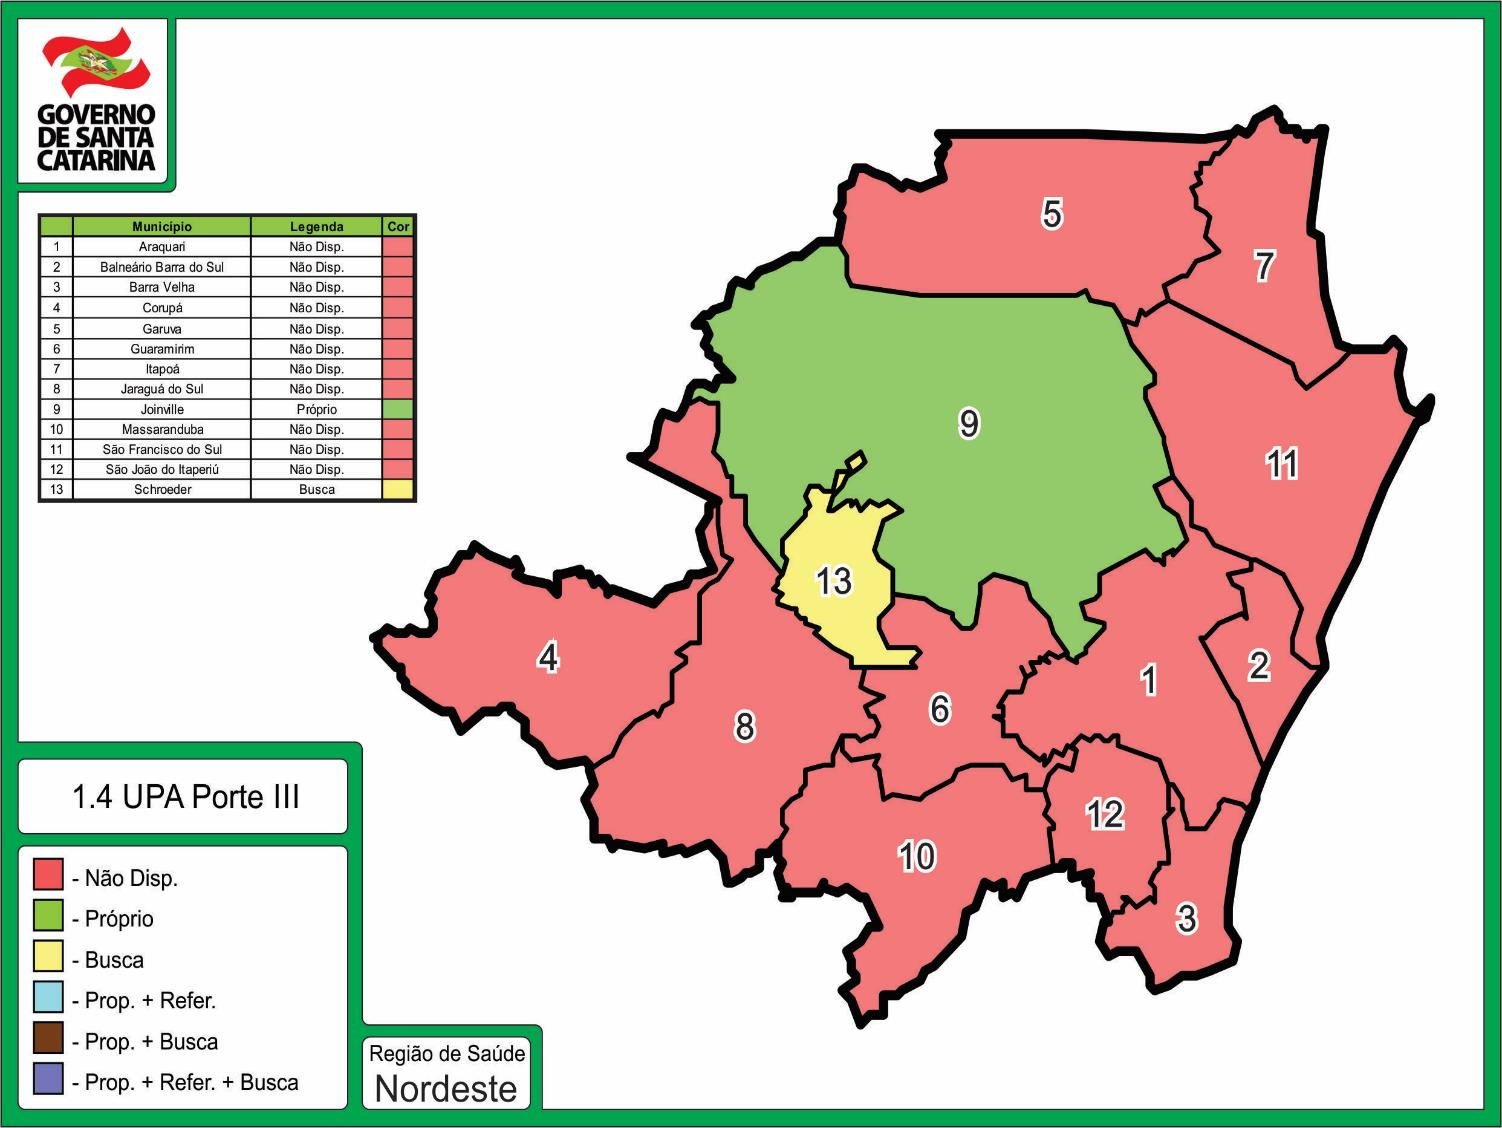 GOVERNO
DE SANTA
CATARINA
Município Legenda Cor
1 Araquari Não Disp.
2 Balneário Barra do Sul Não Disp.
3 Barra Velha Não Disp.
4 Corupá Não Disp.
5 Garuva Não Disp.
6 Guaramirim Não Disp.
7 Itapoá Não Disp.
8 Jaraguá do Sul Não Disp.
9 Joinville Próprio
10 Massaranduba Não Disp.
11 São Francisco do Sul Não Disp.
12 São João do Itaperiú Não Disp.
13 Schroeder Busca
5
7
9
11
13
4
2
1
6
8
12
10
3
1.4 UPA Porte III
- Não Disp.
- Próprio
- Busca
- Prop. + Refer.
- Prop. + Busca
- Prop. + Refer. + Busca
Região de Saúde
Nordeste